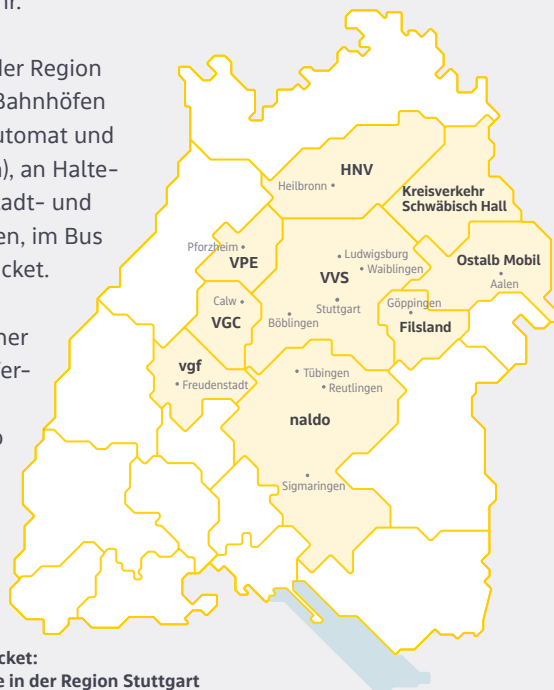 hr.
der Region
Bahnhöfen
utomat und
), an Halte-
adt- und
en, im Bus
cket.
ner
fer-
HNV
Heilbronn
Kreisverkehr
Schwäbisch Hall
Pforzheim
VPE
Ludwigsburg
Waiblingen
VVS
Ostalb Mobil
Aalen
Calw
VGC
Stuttgart
Böblingen
Göppingen
Filsland
vgf
Freudenstadt
Tübingen
Reutlingen
naldo
Sigmaringen
cket:
e in der Region Stuttgart